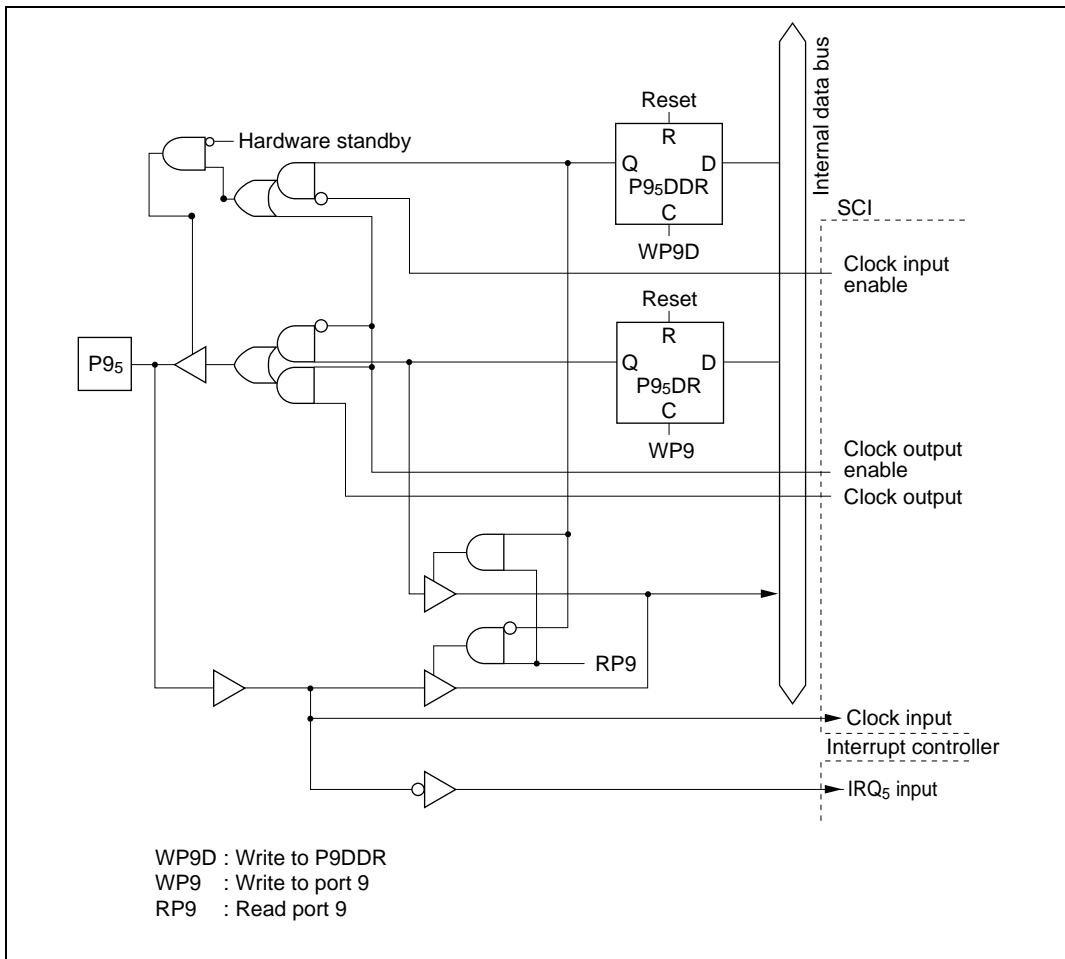 Internal data bus
Reset
Hardware standby
R
Q D
P9₅DDR
C
SCI
WP9D
Clock input
enable
Reset
R
P9₅
Q D
P9₅DR
C
WP9
Clock output
enable
Clock output
RP9
Clock input
Interrupt controller
IRQ₅ input
WP9D : Write to P9DDR
WP9 : Write to port 9
RP9 : Read port 9